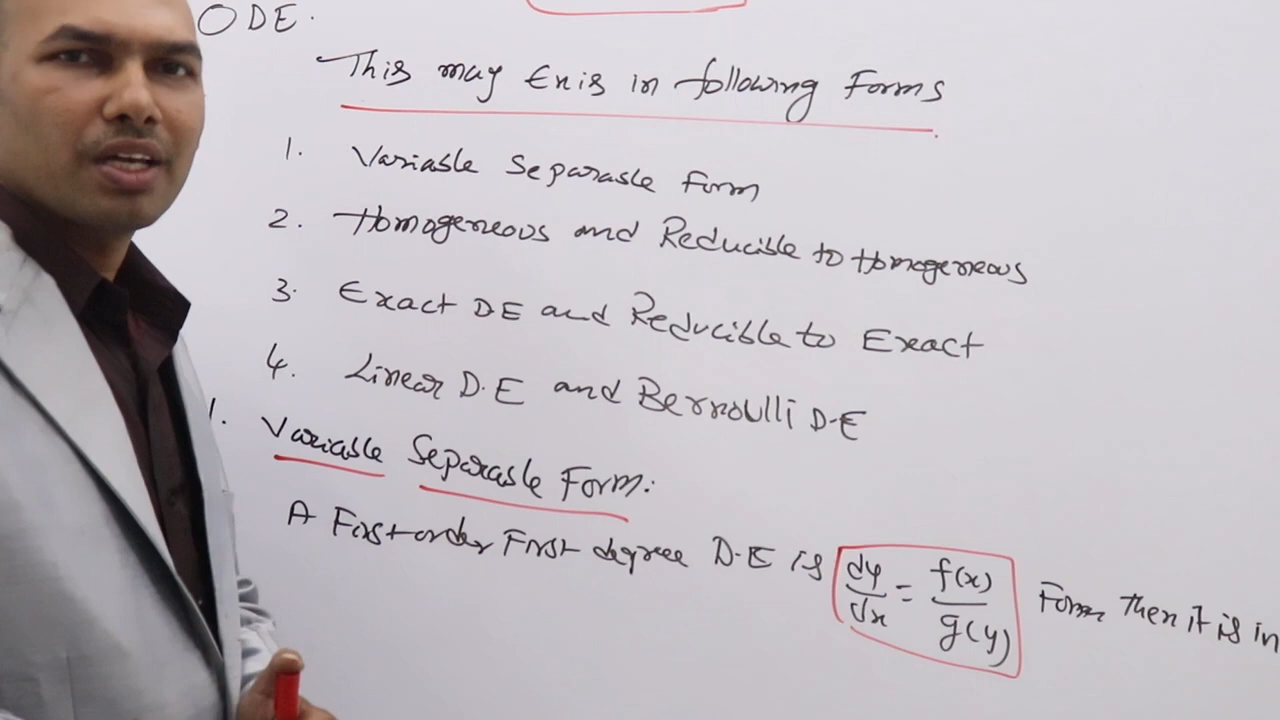 ODE.
This may Exis in following Forms
1. Variable Separable Form
2. Homogeneous and Reducible to Homogeneous
3. Exact DE and Reducible to Exact
4. Linear D.E and Bernoulli D.E
1. Variable Separable Form:
A First order First degree D.E is dy/dx = f(x)/g(y) Form then it is in